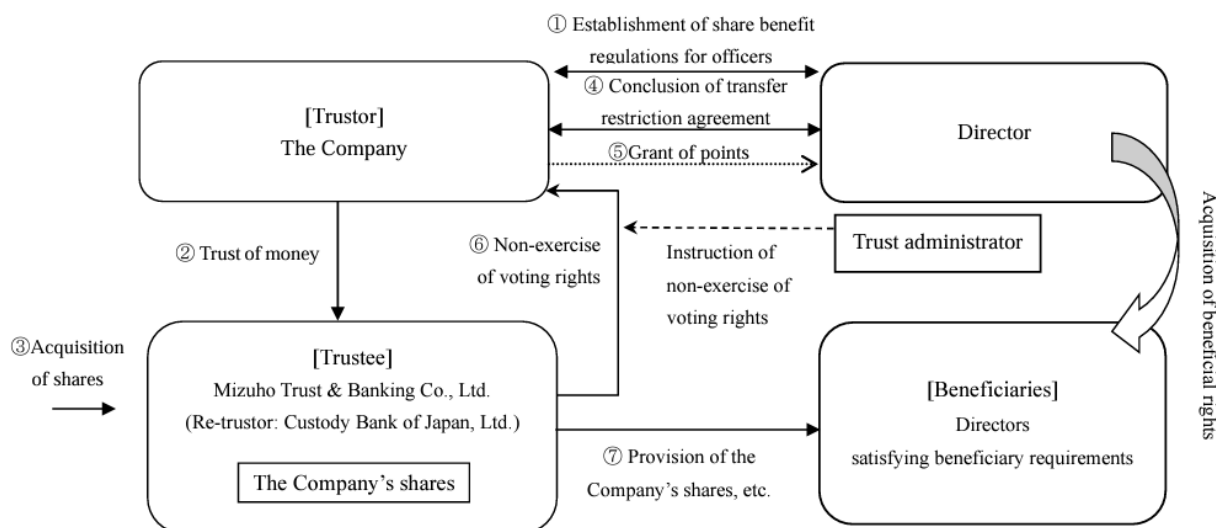 ① Establishment of share benefit
regulations for officers
④ Conclusion of transfer
restriction agreement
⑤Grant of points
[Trustor]
The Company
Director
② Trust of money
⑥ Non-exercise
of voting rights
Instruction of
non-exercise of
voting rights
Trust administrator
Acquisition of beneficial rights
③Acquisition
of shares
[Trustee]
Mizuho Trust & Banking Co., Ltd.
(Re-trustor: Custody Bank of Japan, Ltd.)
The Company's shares
⑦ Provision of the
Company's shares, etc.
[Beneficiaries]
Directors
satisfying beneficiary requirements